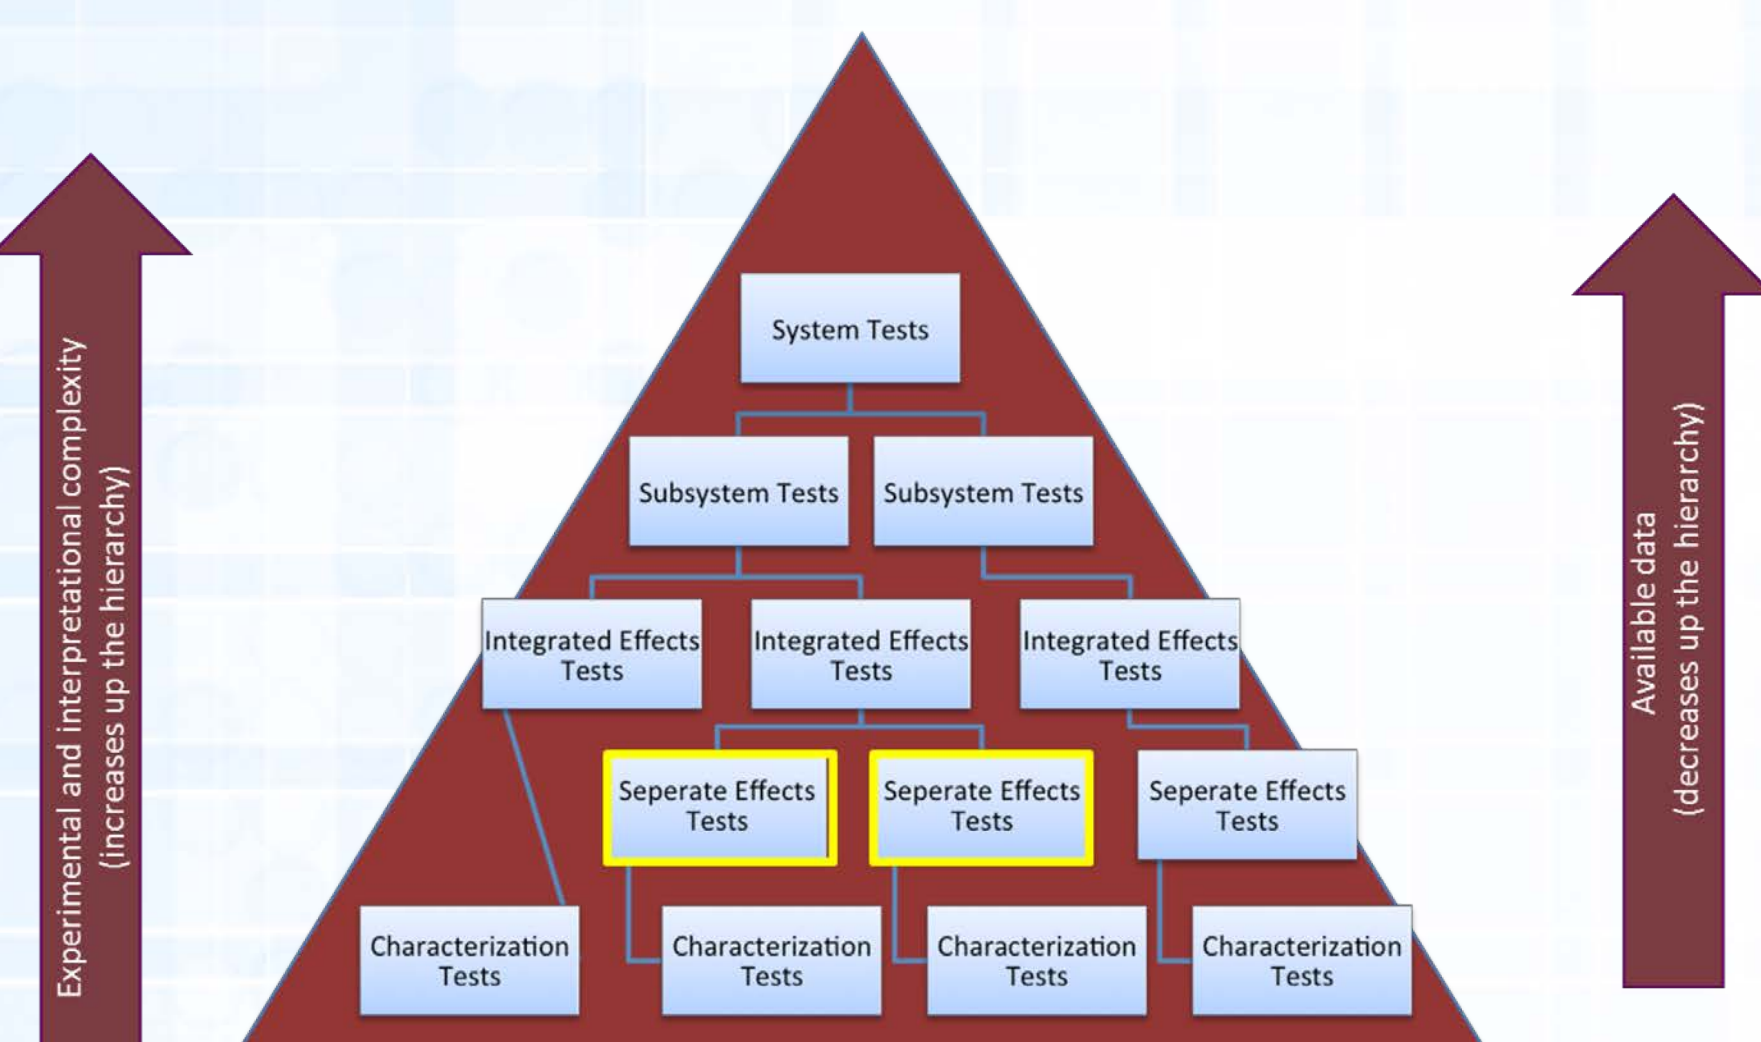 Experimental and interpretational complexity
(increases up the hierarchy)
System Tests
Subsystem Tests
Subsystem Tests
Integrated Effects
Tests
Integrated Effects
Tests
Integrated Effects
Tests
Seperate Effects
Tests
Seperate Effects
Tests
Seperate Effects
Tests
Characterization
Tests
Characterization
Tests
Characterization
Tests
Characterization
Tests
Available data
(decreases up the hierarchy)